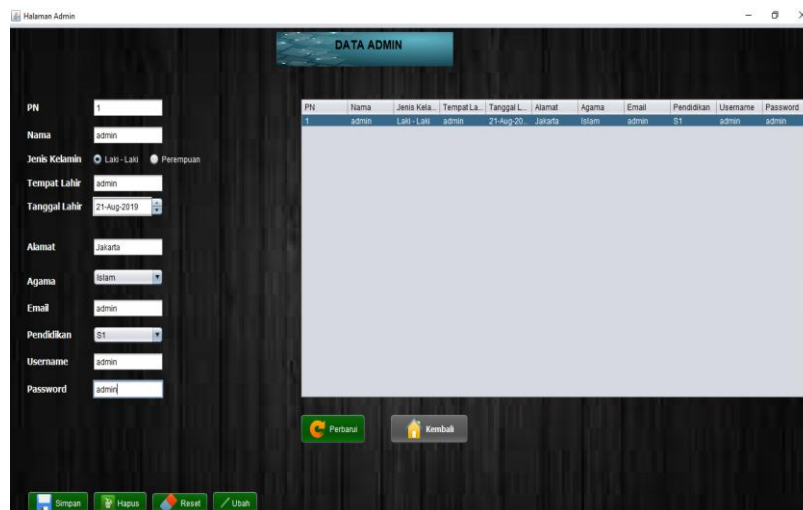 Halaman Admin
DATA ADMIN
PN 1
Nama admin
Jenis Kelamin Laki - Laki Perempuan
Tempat Lahir admin
Tanggal Lahir 21-Aug-2019
Alamat Jakarta
Agama Islam
Email admin
Pendidikan S1
Username admin
Password admin
PN Nama Jenis Kela... Tempat La... Tanggal L... Alamat Agama Email Pendidikan Username Password
1 admin Laki - Laki admin 21-Aug-20... Jakarta Islam admin S1 admin admin
Perbarui Kembali
Simpan Hapus Reset Ubah